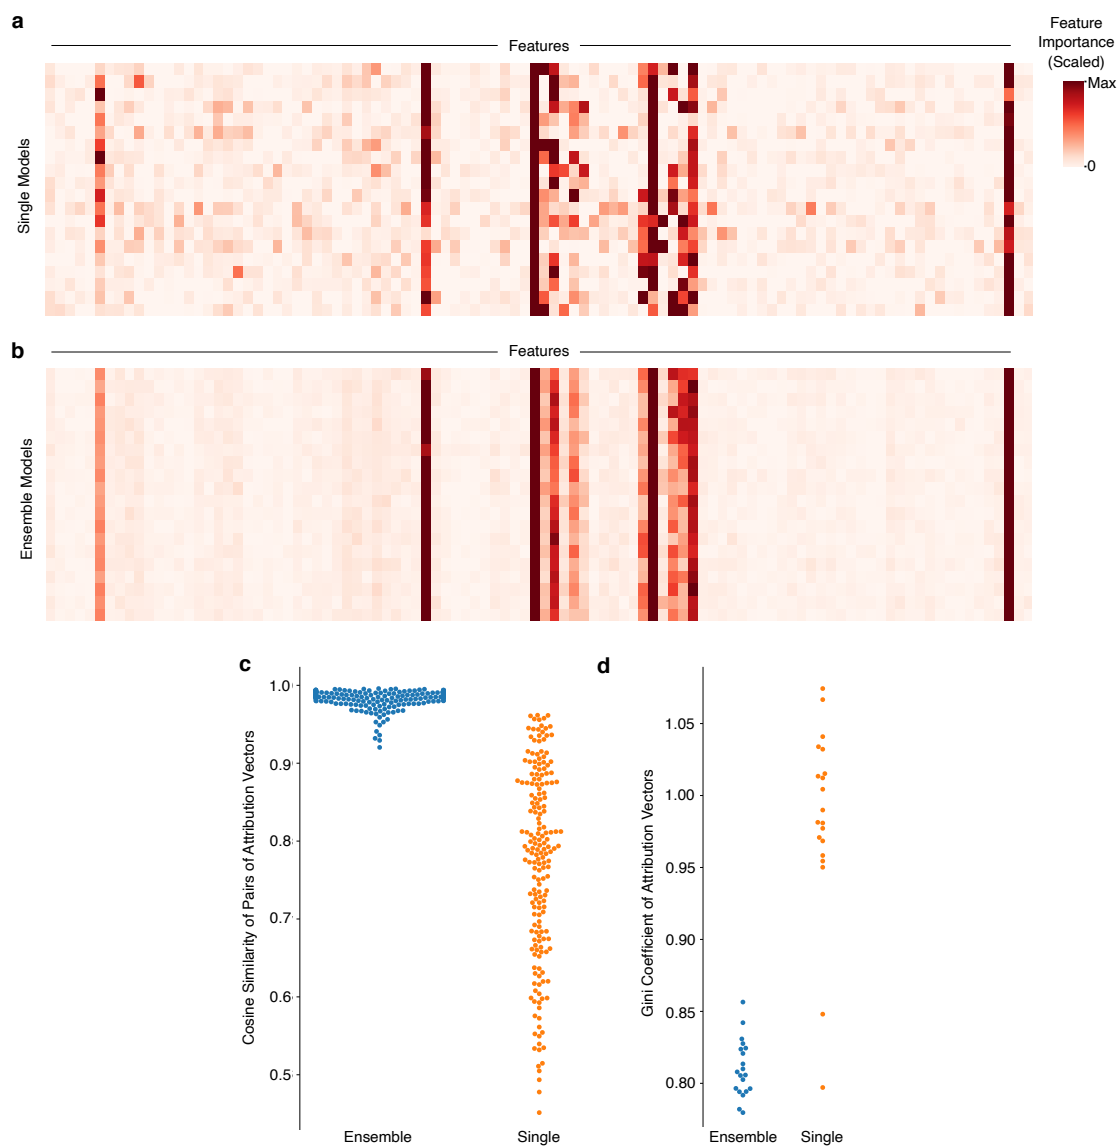 a
Features
Feature
Importance
(Scaled)
Max
0
Single Models
b
Features
Ensemble Models
c
Cosine Similarity of Pairs of Attribution Vectors
1.0
0.9
0.8
0.7
0.6
0.5
Ensemble
Single
d
Gini Coefficient of Attribution Vectors
1.05
1.00
0.95
0.90
0.85
0.80
Ensemble
Single